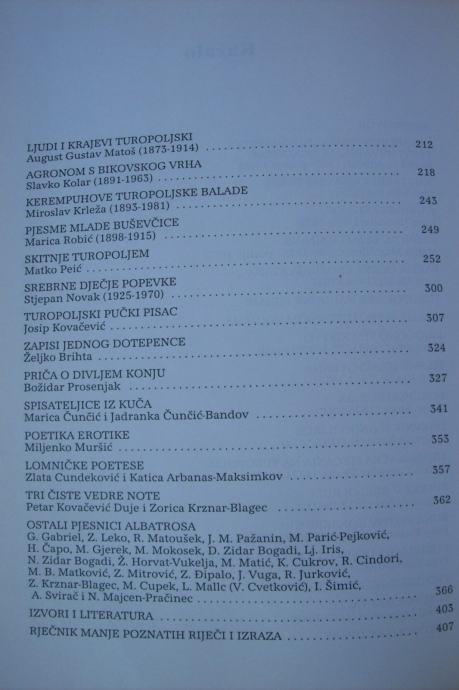 LJUDI I KRAJEVI TUROPOLJSKI
August Gustav Matoš (1873-1914) 212
AGRONOM S BIKOVSKOG VRHA
Slavko Kolar (1891-1963) 218
KEREMPUHOVE TUROPOLJSKE BALADE
Miroslav Krleža (1893-1981) 243
PJESME MLADE BUŠEVČICE
Marica Robić (1898-1915) 249
SKITNJE TUROPOLJEM
Matko Peić 252
SREBRNE DJEČJE POPEVKE
Stjepan Novak (1925-1970) 300
TUROPOLJSKI PUČKI PISAC
Josip Kovačević 307
ZAPISI JEDNOG DOTEPENCE
Željko Brihta 324
PRIČA O DIVLJEM KONJU
Božidar Prosenjak 327
SPISATELJICE IZ KUČA
Marica Čunčić i Jadranka Čunčić-Bandov 341
POETIKA EROTIKE
Miljenko Muršić 353
LOMNIČKE POETESE
Zlata Cundeković i Katica Arbanas-Maksimkov 357
TRI ČISTE VEDRE NOTE
Petar Kovačević Duje i Zorica Krznar-Blagec 362
OSTALI PJESNICI ALBATROSA
G. Gabriel, Z. Leko, R. Matoušek, J. M. Pažanin, M. Parić-Pejković,
H. Čapo, M. Gjerek, M. Mokosek, D. Zidar Bogadi, Lj. Iris,
N. Zidar Bogadi, Ž. Horvat-Vukelja, M. Matić, K. Cukrov, R. Cindori,
M. B. Matković, Z. Mitrović, Z. Đipalo, J. Vuga, R. Jurković,
Z. Krznar-Blagec, M. Cupek, L. Mallc (V. Cvetković), I. Šimić,
A. Svirač i N. Majcen-Pračinec 366
IZVORI I LITERATURA 403
RJEČNIK MANJE POZNATIH RIJEČI I IZRAZA 407